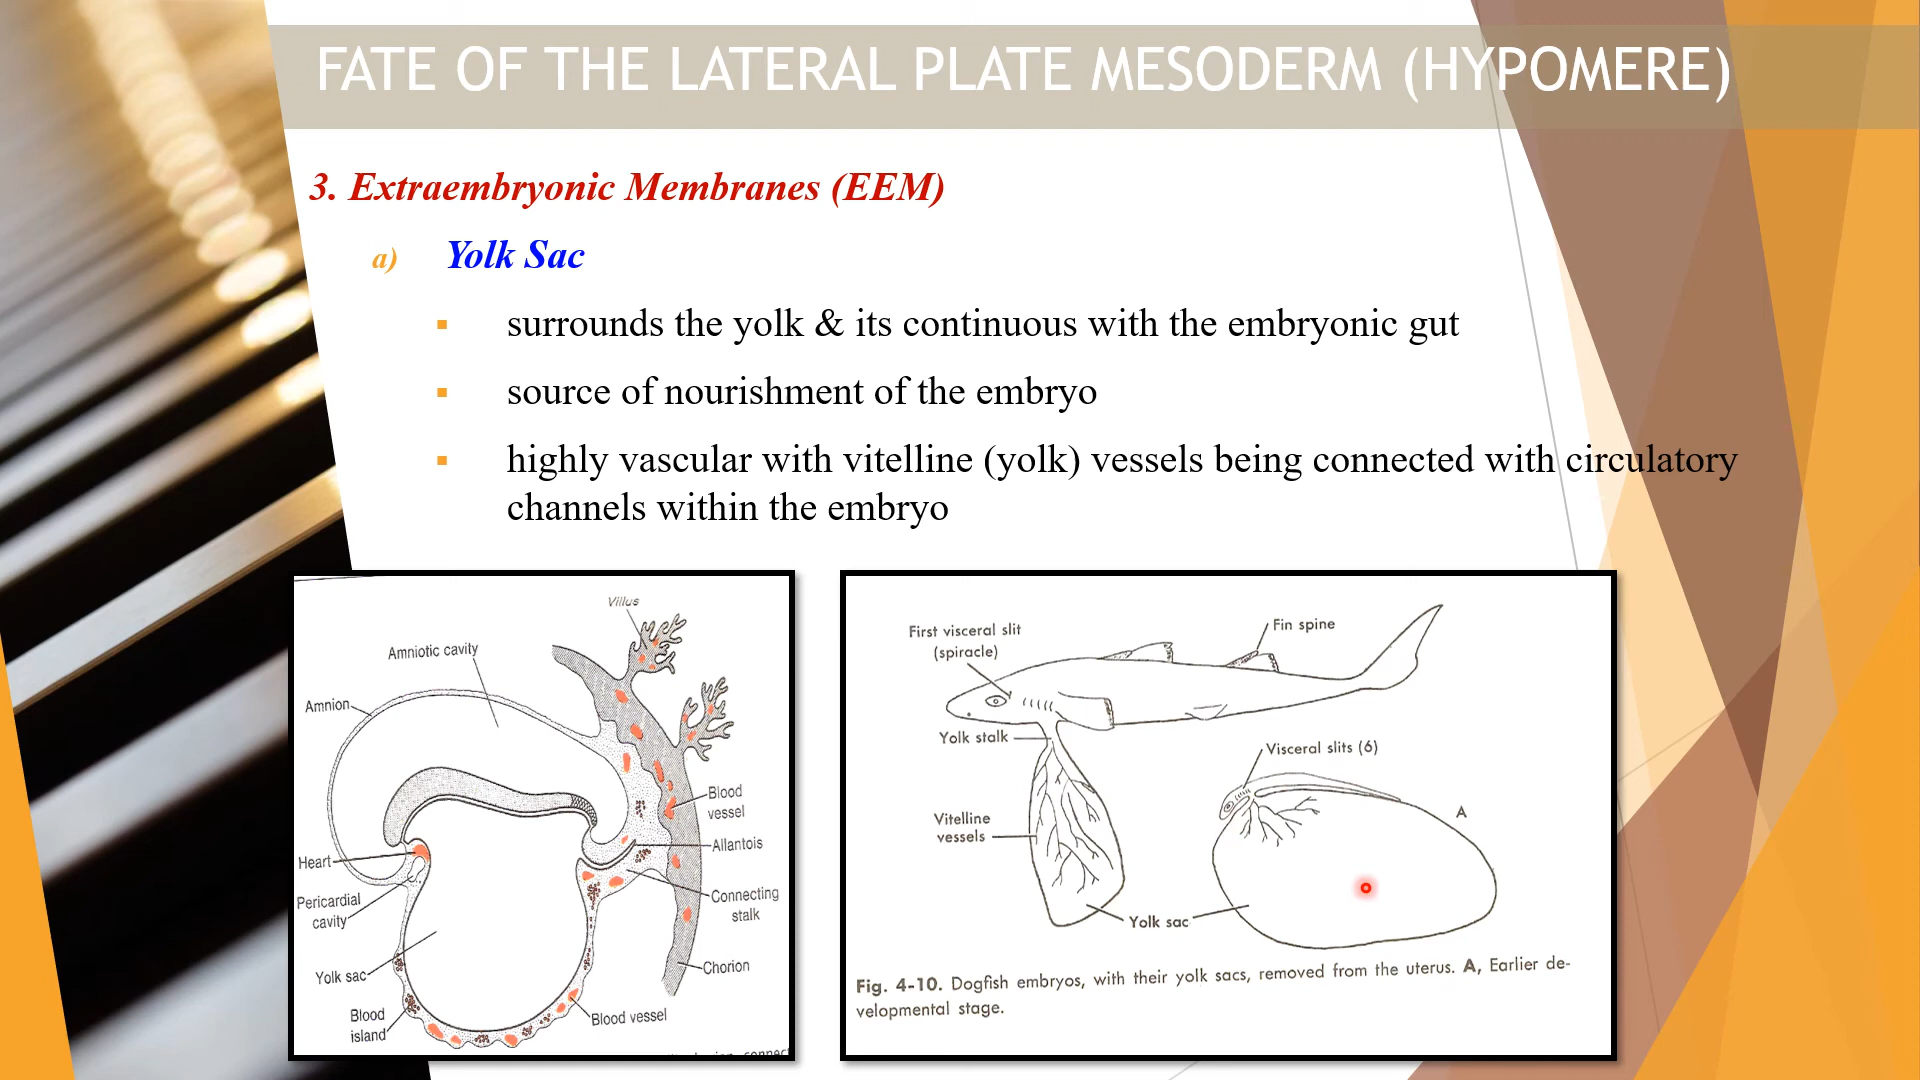 FATE OF THE LATERAL PLATE MESODERM (HYPOMERE)
3. Extraembryonic Membranes (EEM)
a) Yolk Sac
▪ surrounds the yolk & its continuous with the embryonic gut
▪ source of nourishment of the embryo
▪ highly vascular with vitelline (yolk) vessels being connected with circulatory
channels within the embryo
Villus
Amniotic cavity
Amnion
Blood
vessel
Allantois
Heart
Connecting
stalk
Pericardial
cavity
Chorion
Yolk sac
Blood
island
Blood vessel
First visceral slit
(spiracle)
Fin spine
Yolk stalk
Visceral slits (6)
A
Vitelline
vessels
Yolk sac
Fig. 4-10. Dogfish embryos, with their yolk sacs, removed from the uterus. A, Earlier de-
velopmental stage.